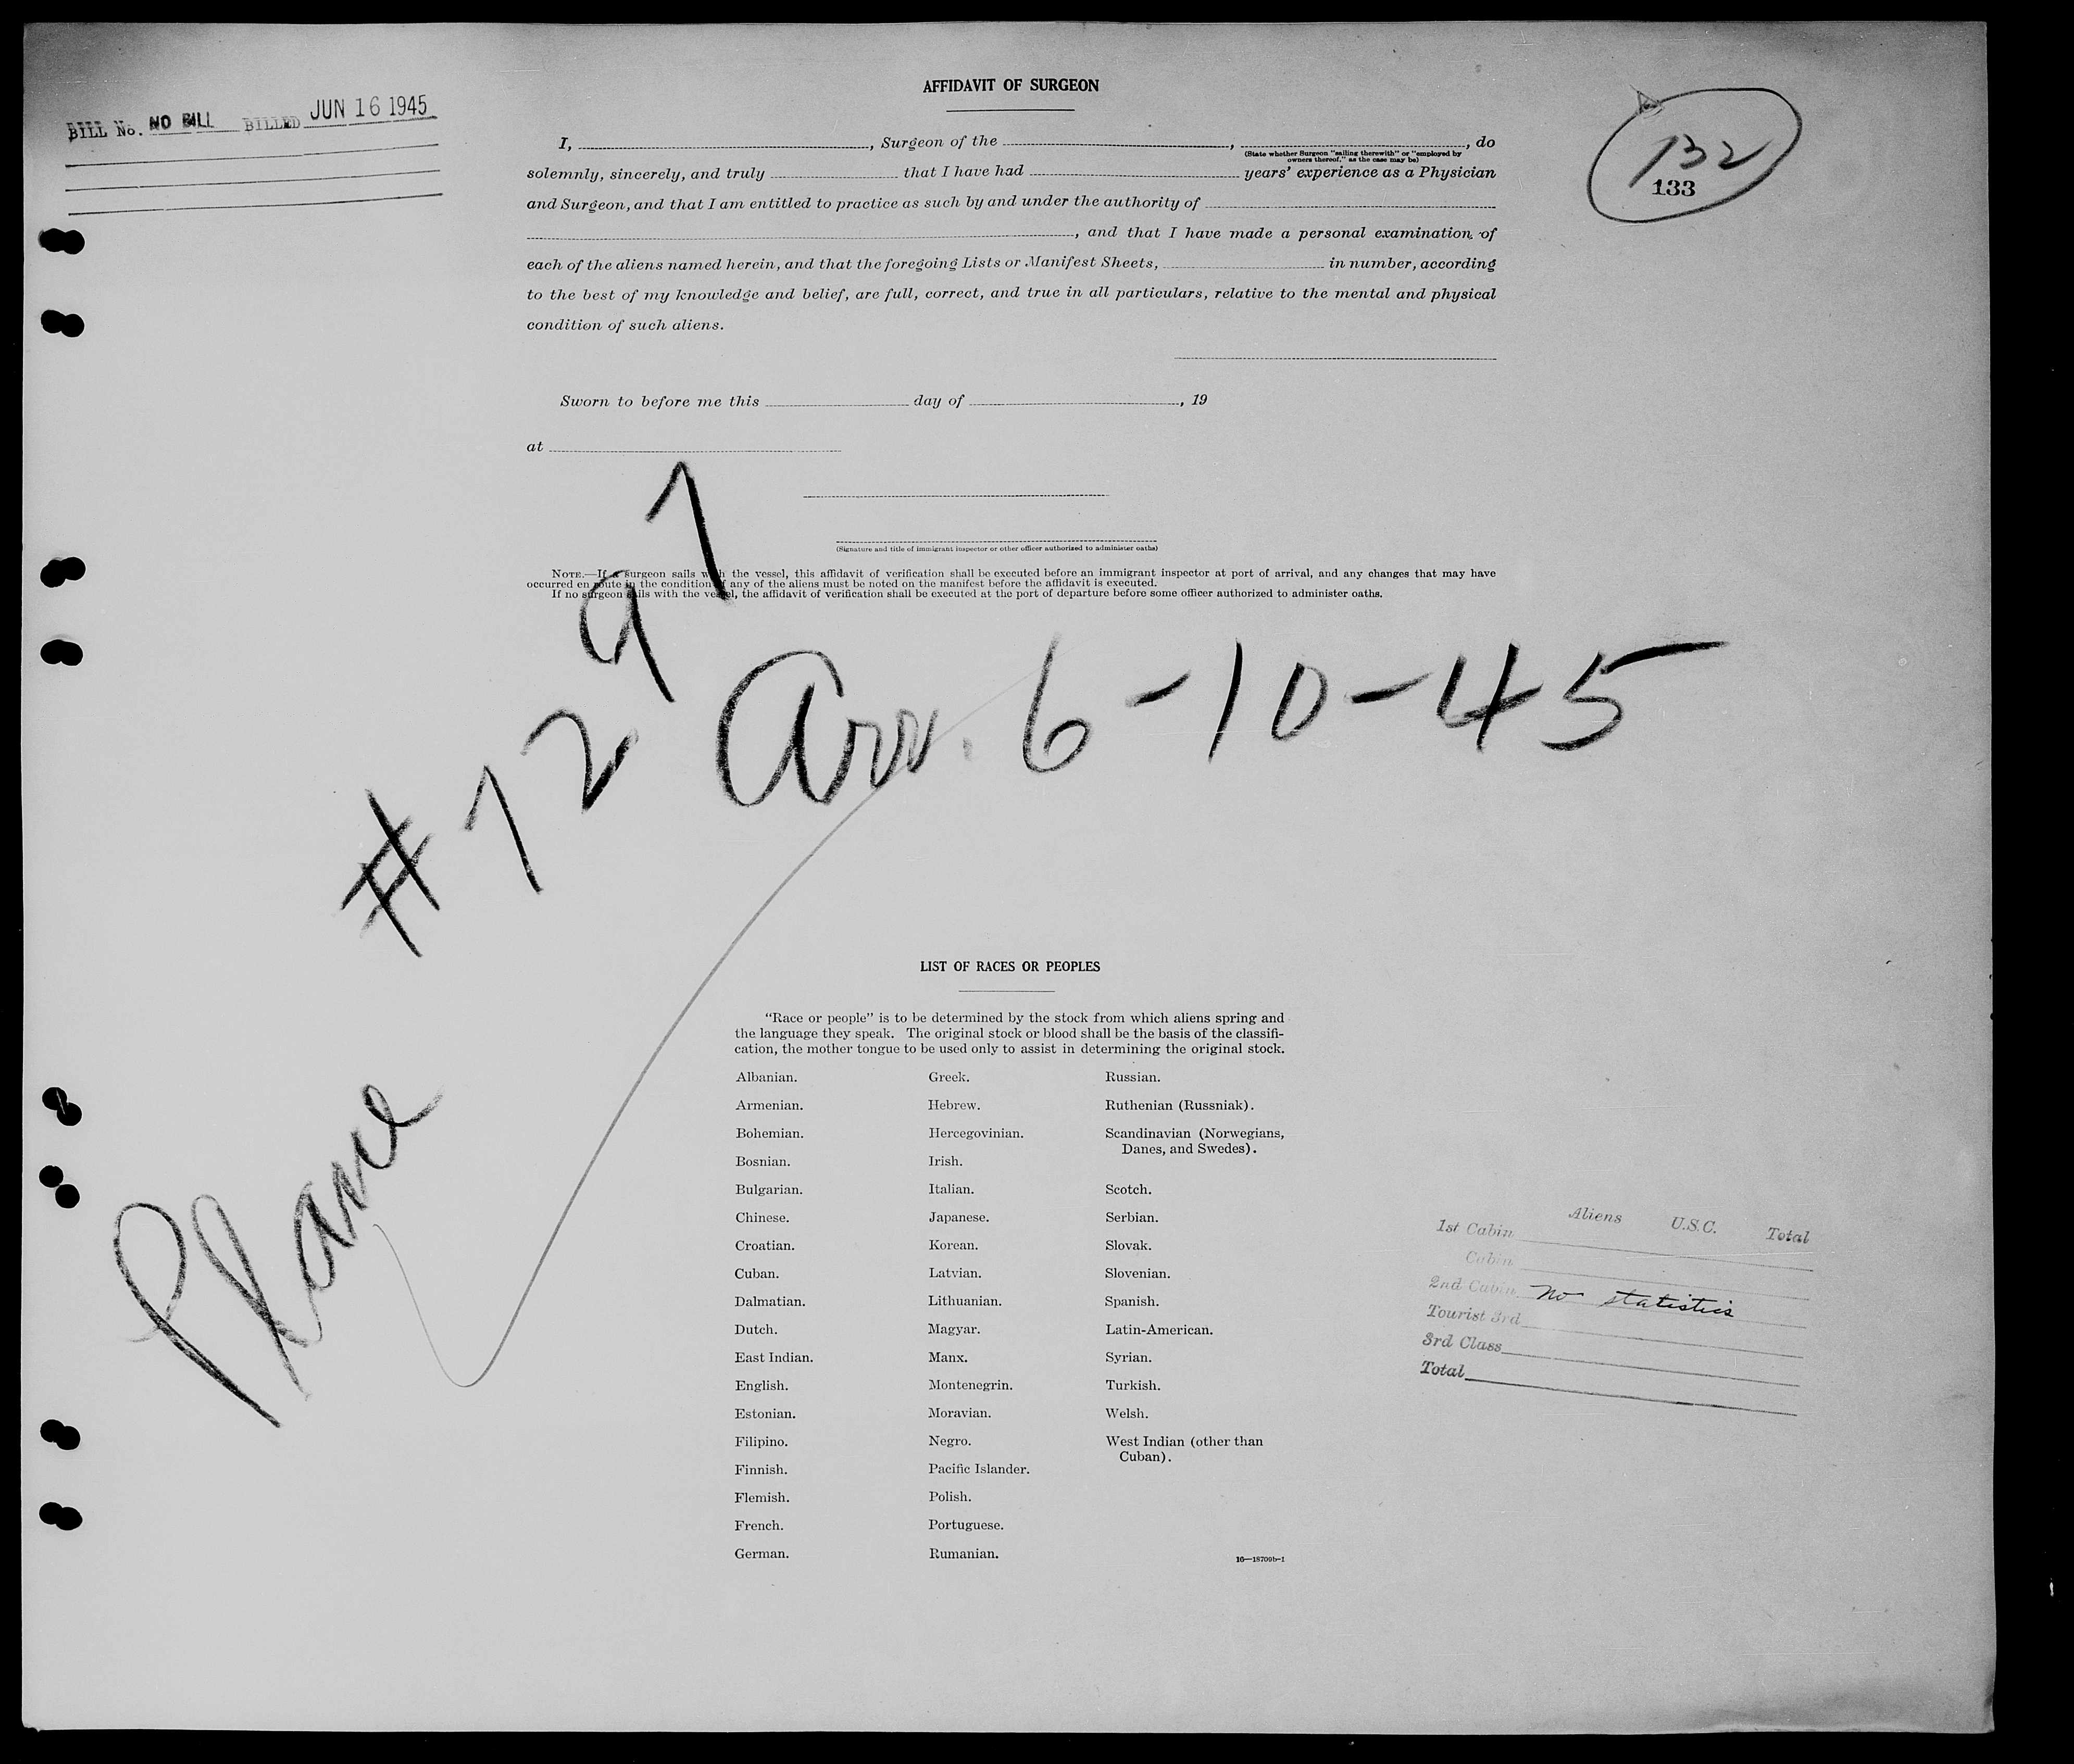 BILL No. NO BILL BILLED JUN 16 1945
AFFIDAVIT OF SURGEON
132
133
I, , Surgeon of the , , do
(State whether Surgeon "sailing therewith" or "employed by
owners thereof," as the case may be)
solemnly, sincerely, and truly that I have had years' experience as a Physician
and Surgeon, and that I am entitled to practice as such by and under the authority of
, and that I have made a personal examination of
each of the aliens named herein, and that the foregoing Lists or Manifest Sheets, in number, according
to the best of my knowledge and belief, are full, correct, and true in all particulars, relative to the mental and physical
condition of such aliens.
Sworn to before me this day of , 19
at
(Signature and title of immigrant inspector or other officer authorized to administer oaths)
NOTE.—If a surgeon sails with the vessel, this affidavit of verification shall be executed before an immigrant inspector at port of arrival, and any changes that may have
occurred en route in the condition of any of the aliens must be noted on the manifest before the affidavit is executed.
If no surgeon sails with the vessel, the affidavit of verification shall be executed at the port of departure before some officer authorized to administer oaths.
Plane #1297
Arr. 6-10-45
LIST OF RACES OR PEOPLES
"Race or people" is to be determined by the stock from which aliens spring and
the language they speak. The original stock or blood shall be the basis of the classifi-
cation, the mother tongue to be used only to assist in determining the original stock.
Albanian.
Armenian.
Bohemian.
Bosnian.
Bulgarian.
Chinese.
Croatian.
Cuban.
Dalmatian.
Dutch.
East Indian.
English.
Estonian.
Filipino.
Finnish.
Flemish.
French.
German.
Greek.
Hebrew.
Hercegovinian.
Irish.
Italian.
Japanese.
Korean.
Latvian.
Lithuanian.
Magyar.
Manx.
Montenegrin.
Moravian.
Negro.
Pacific Islander.
Polish.
Portuguese.
Rumanian.
Russian.
Ruthenian (Russniak).
Scandinavian (Norwegians,
Danes, and Swedes).
Scotch.
Serbian.
Slovak.
Slovenian.
Spanish.
Latin-American.
Syrian.
Turkish.
Welsh.
West Indian (other than
Cuban).
16—18709b-1
Aliens U.S.C. Total
1st Cabin
Cabin
2nd Cabin no statistics
Tourist 3rd
3rd Class
Total